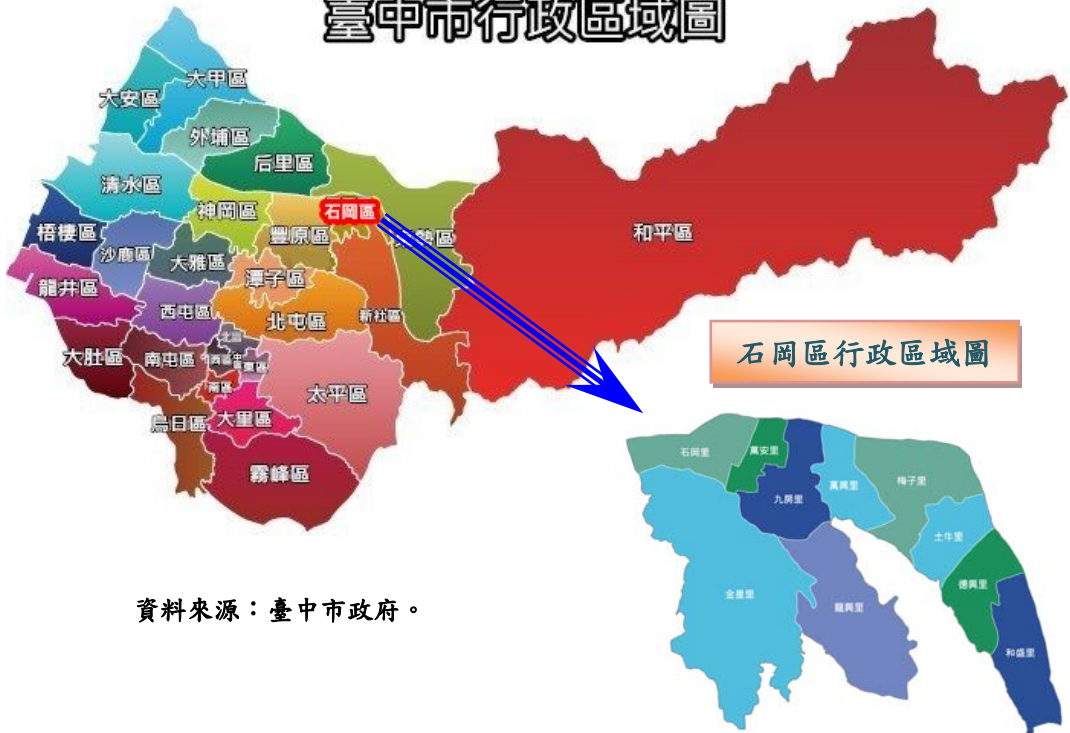 臺中市行政區域圖
大甲區
大安區
外埔區
后里區
清水區
神岡區
石岡區
梧棲區
豐原區
東勢區
和平區
沙鹿區
大雅區
潭子區
龍井區
西屯區
北屯區
新社區
北區
大肚區
南屯區
西區
中
東區
南區
太平區
烏日區
大里區
霧峰區
石岡區行政區域圖
石岡里
萬安里
九房里
萬興里
梅子里
土牛里
金星里
龍興里
德興里
和盛里
資料來源：臺中市政府。